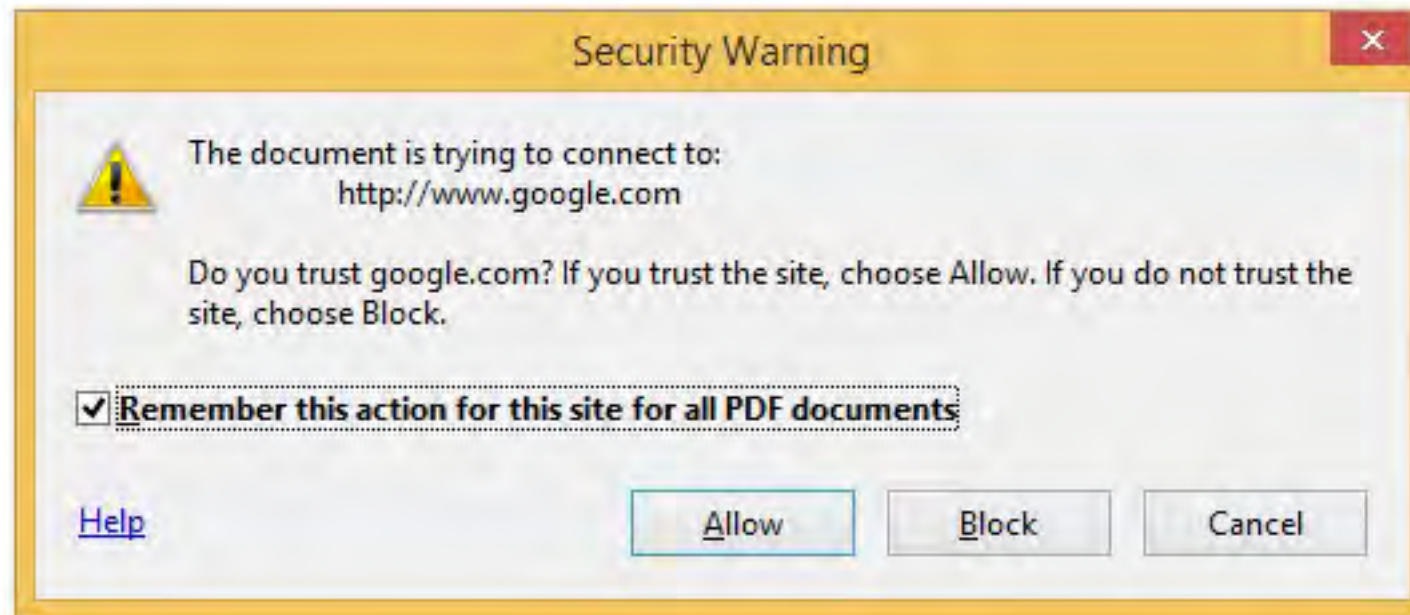 Security Warning
The document is trying to connect to:
http://www.google.com
Do you trust google.com? If you trust the site, choose Allow. If you do not trust the
site, choose Block.
Remember this action for this site for all PDF documents
Help Allow Block Cancel